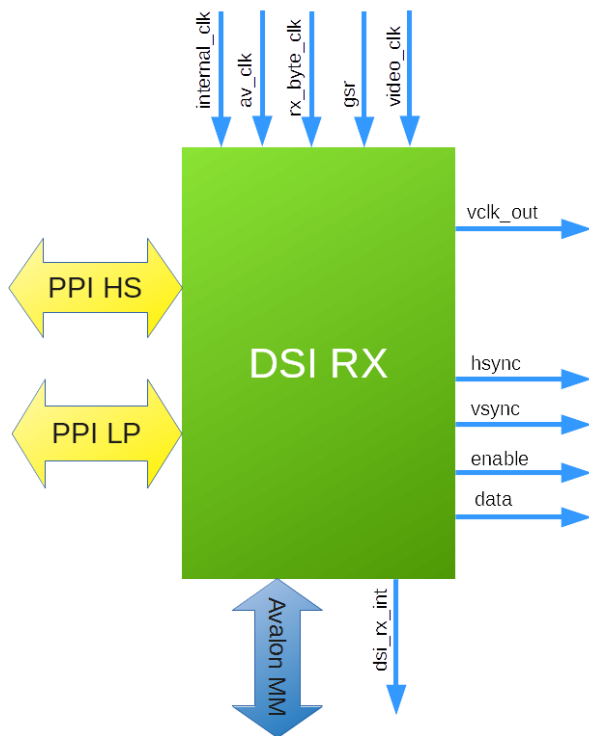 internal_clk
av_clk
rx_byte_clk
gsr
video_clk
vclk_out
PPI HS
DSI RX
hsync
vsync
PPI LP
enable
data
Avalon MM
dsi_rx_int